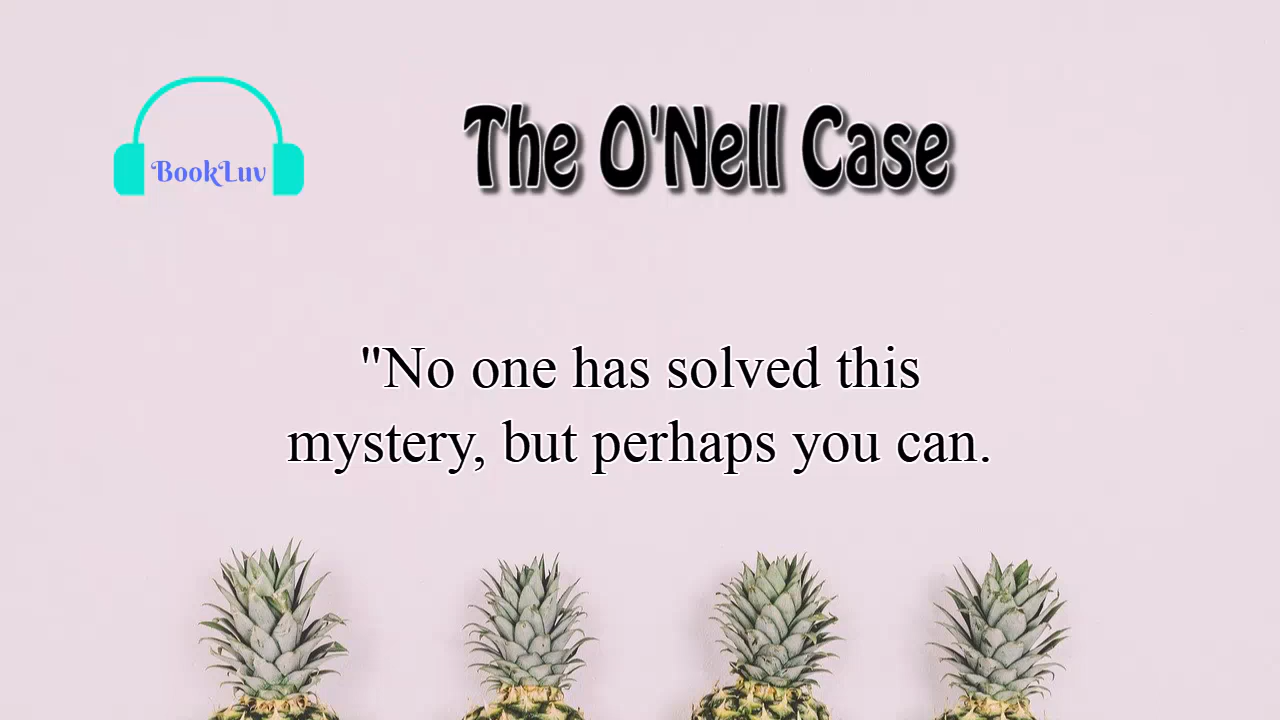 BookLuv
The O'Nell Case
"No one has solved this
mystery, but perhaps you can.